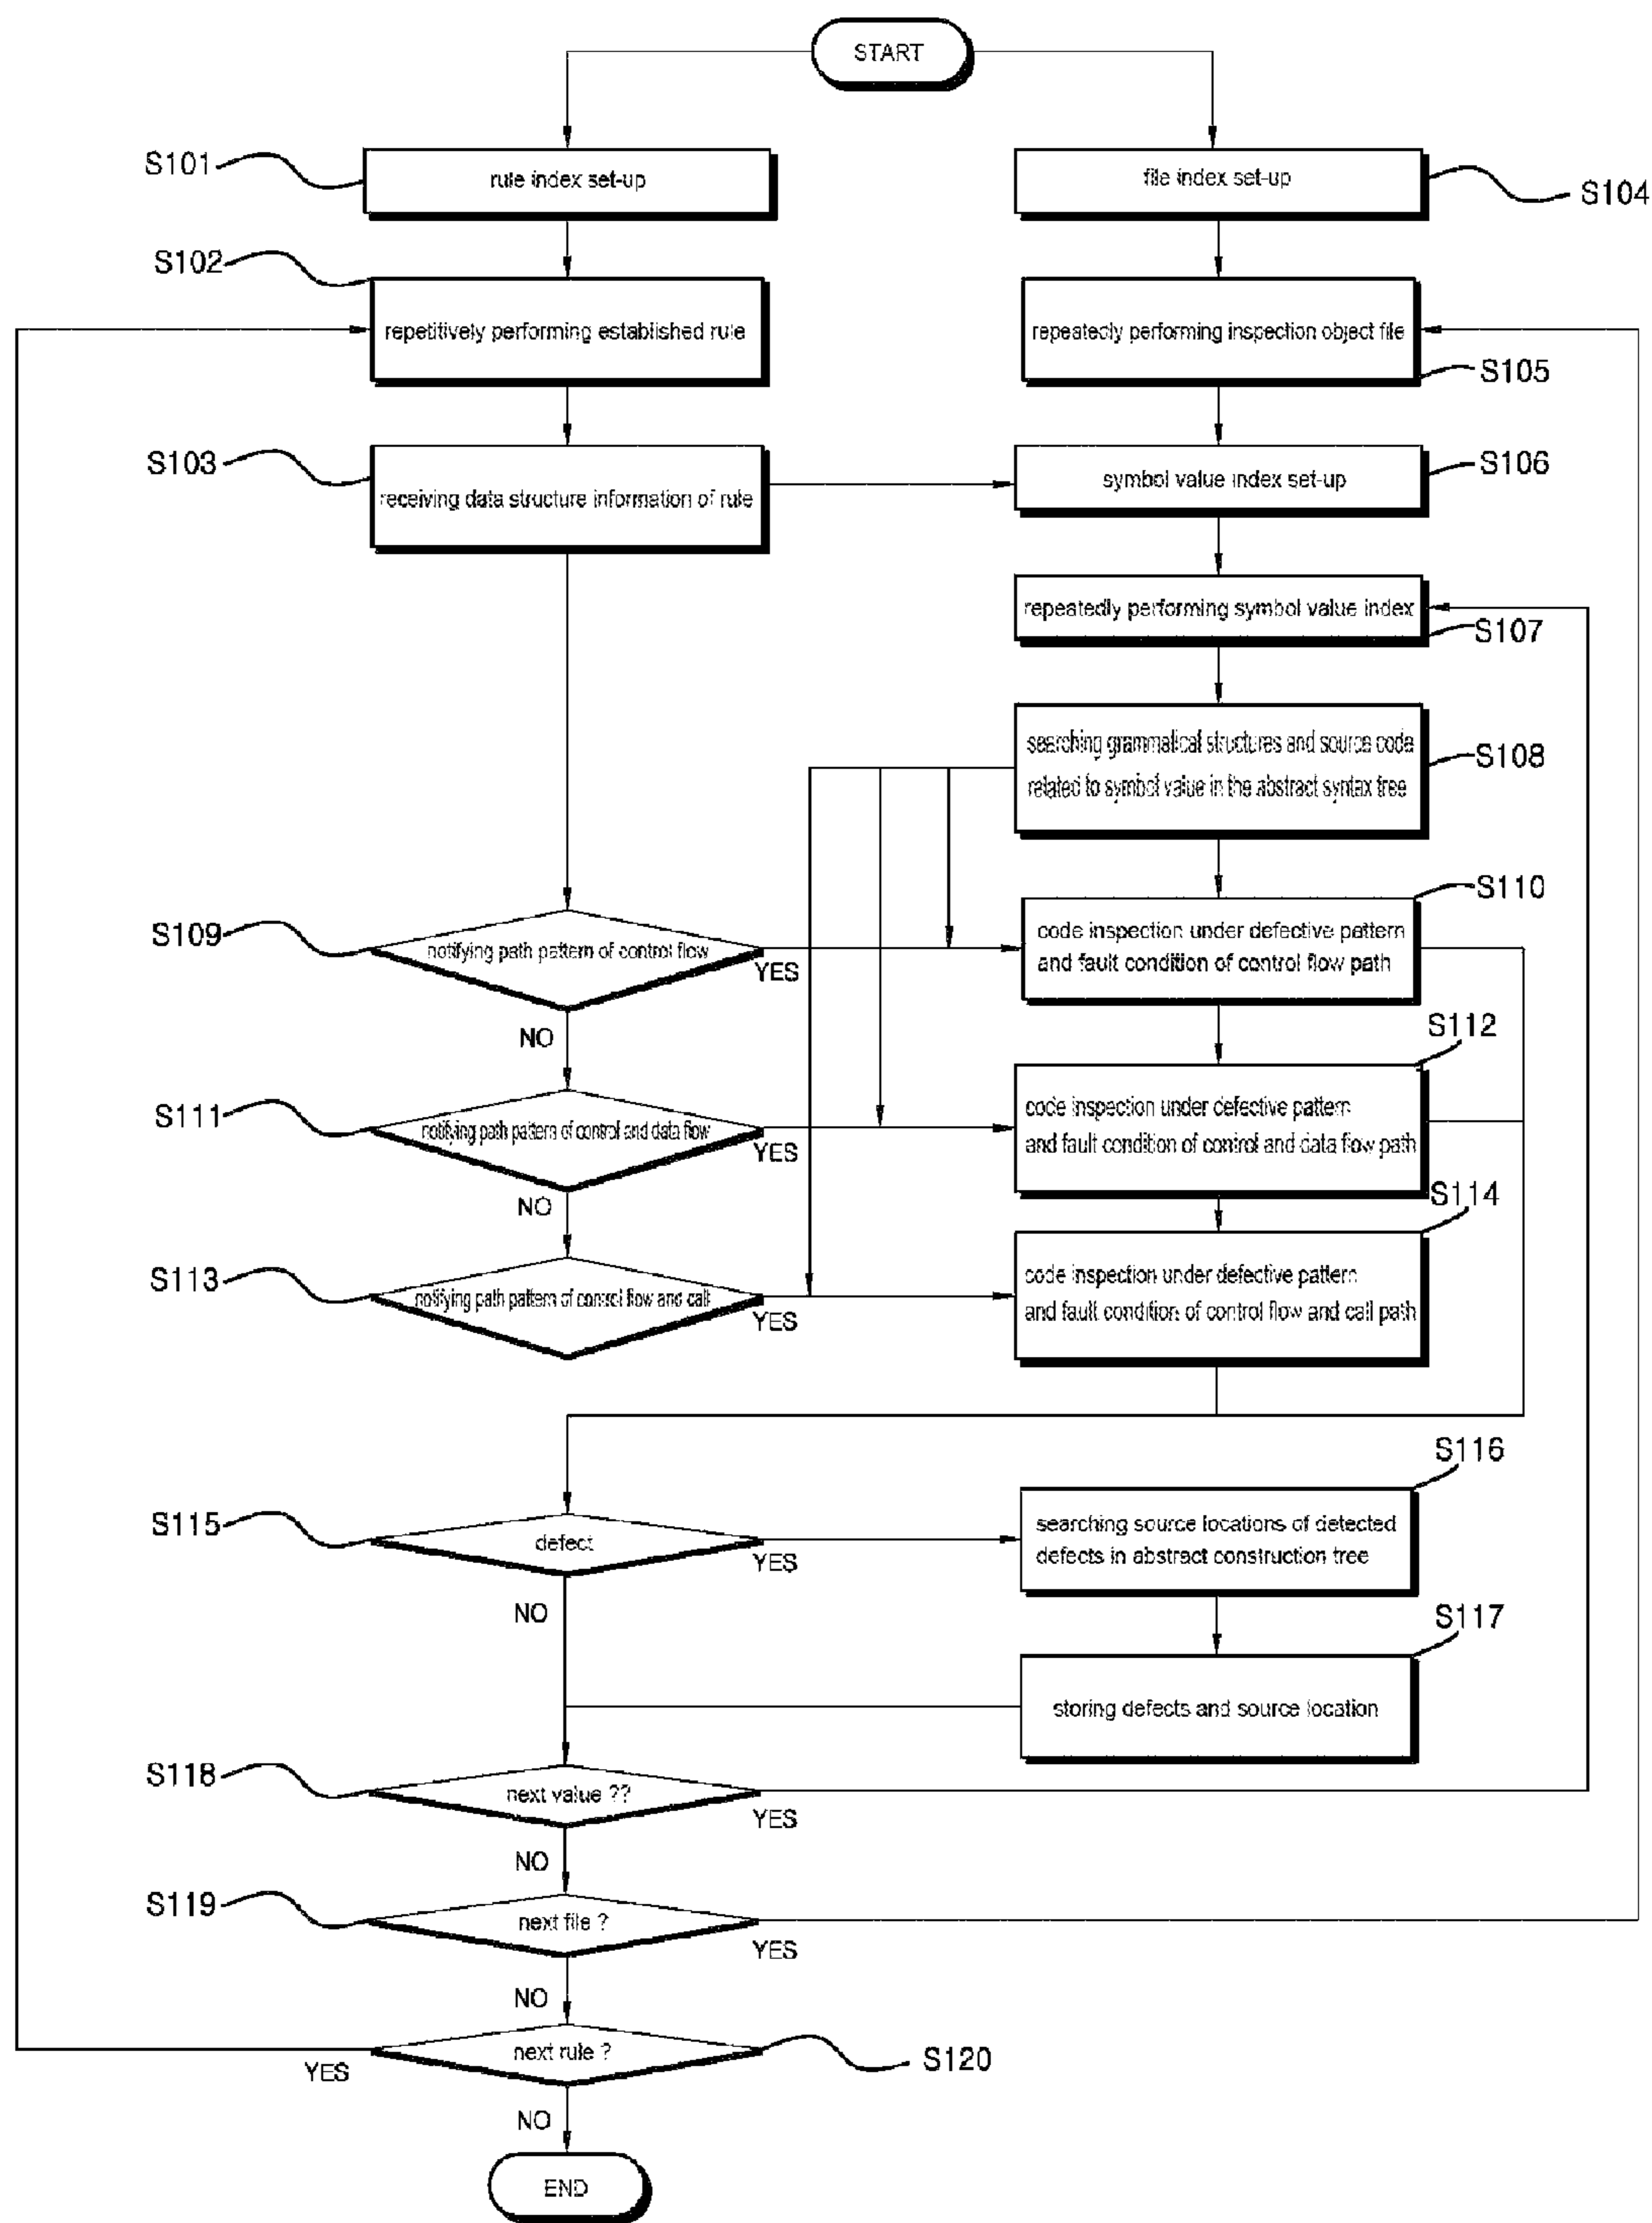 START
S101
rule index set-up
file index set-up
S104
S102
repetitively performing established rule
repeatedly performing inspection object file
S105
S103
receiving data structure information of rule
symbol value index set-up
S106
repeatedly performing symbol value index
S107
searching grammatical structures and source code
related to symbol value in the abstract syntax tree
S108
S109
notifying path pattern of control flow
YES
NO
code inspection under defective pattern
and fault condition of control flow path
S110
S111
notifying path pattern of control and data flow
YES
NO
code inspection under defective pattern
and fault condition of control and data flow path
S112
S113
notifying path pattern of control flow and call
YES
code inspection under defective pattern
and fault condition of control flow and call path
S114
S115
defect
YES
NO
searching source locations of detected
defects in abstract construction tree
S116
storing defects and source location
S117
S118
next value ??
YES
NO
S119
next file ?
YES
NO
next rule ?
YES
S120
NO
END